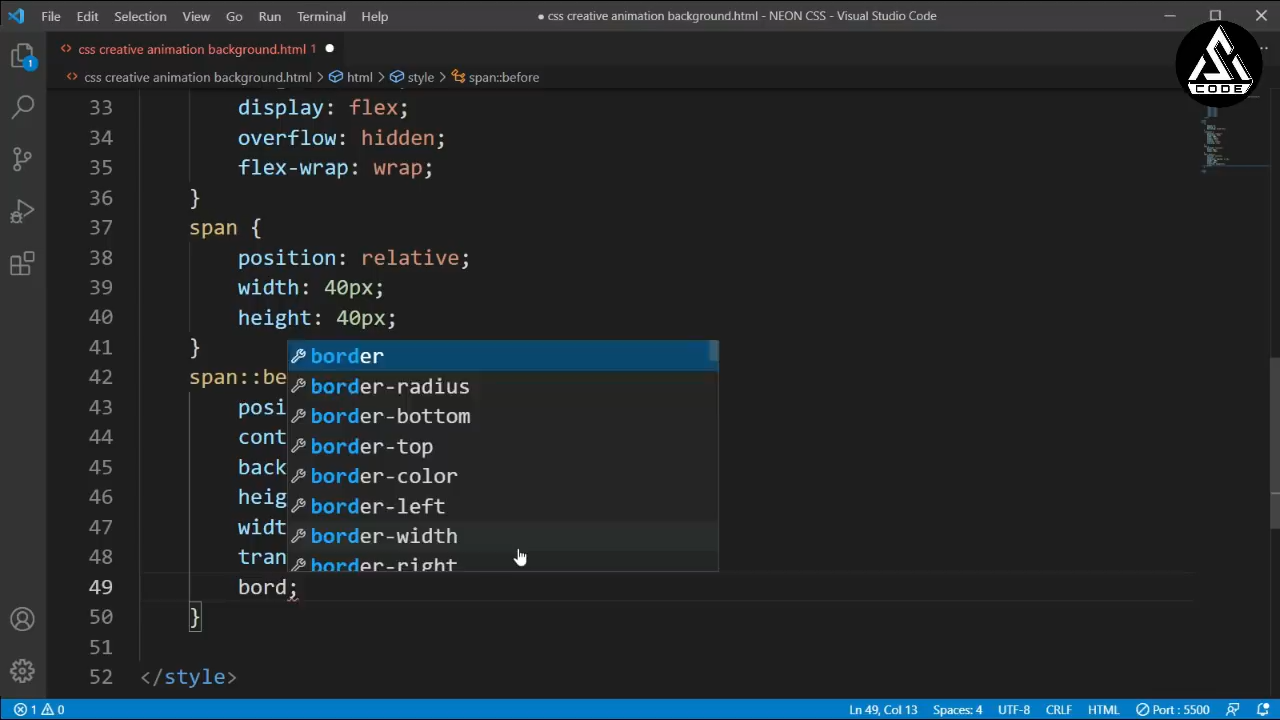 File Edit Selection View Go Run Terminal Help
● css creative animation background.html - NEON CSS - Visual Studio Code
css creative animation background.html 1
css creative animation background.html > html > style > span::before
CODE
1
33 display: flex;
34 overflow: hidden;
35 flex-wrap: wrap;
36 }
37 span {
38 position: relative;
39 width: 40px;
40 height: 40px;
41 }
42 span::be
43 posi
44 cont
45 back
46 heig
47 widt
48 tran
49 bord;
50 }
51
52 </style>
border
border-radius
border-bottom
border-top
border-color
border-left
border-width
border-right
1 0
Ln 49, Col 13 Spaces: 4 UTF-8 CRLF HTML Port : 5500